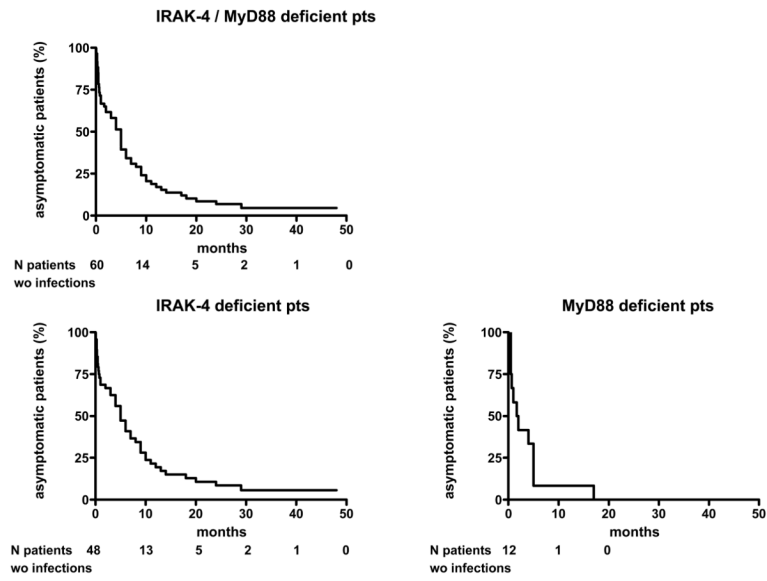 IRAK-4 / MyD88 deficient pts
asymptomatic patients (%)
100
75
50
25
0
0 10 20 30 40 50
months
N patients 60 14 5 2 1 0
wo infections
IRAK-4 deficient pts
asymptomatic patients (%)
100
75
50
25
0
0 10 20 30 40 50
months
N patients 48 13 5 2 1 0
wo infections
MyD88 deficient pts
asymptomatic patients (%)
100
75
50
25
0
0 10 20 30 40 50
months
N patients 12 1 0
wo infections